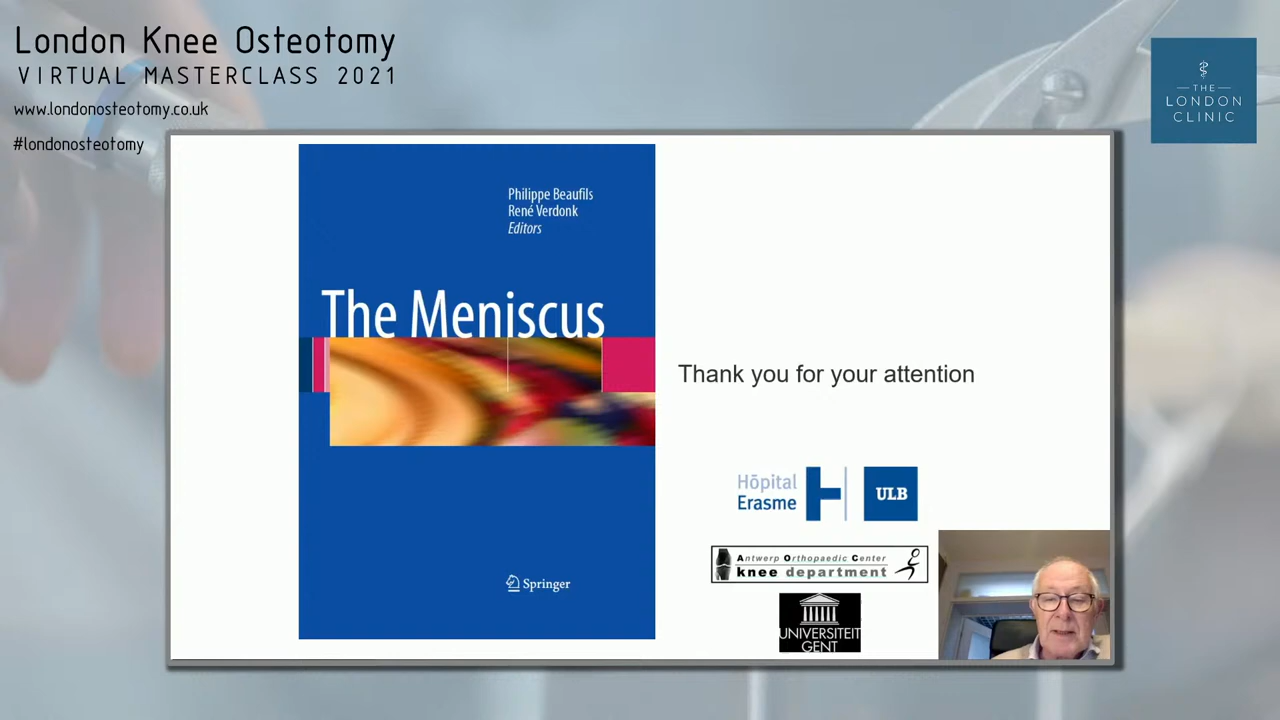 London Knee Osteotomy
VIRTUAL MASTERCLASS 2021
www.londonosteotomy.co.uk
#londonosteotomy
THE
LONDON
CLINIC
Philippe Beaufils
René Verdonk
Editors
The Meniscus
Springer
Thank you for your attention
Hōpital
Erasme
ULB
Antwerp Orthopaedic Center
knee department
UNIVERSITEIT
GENT